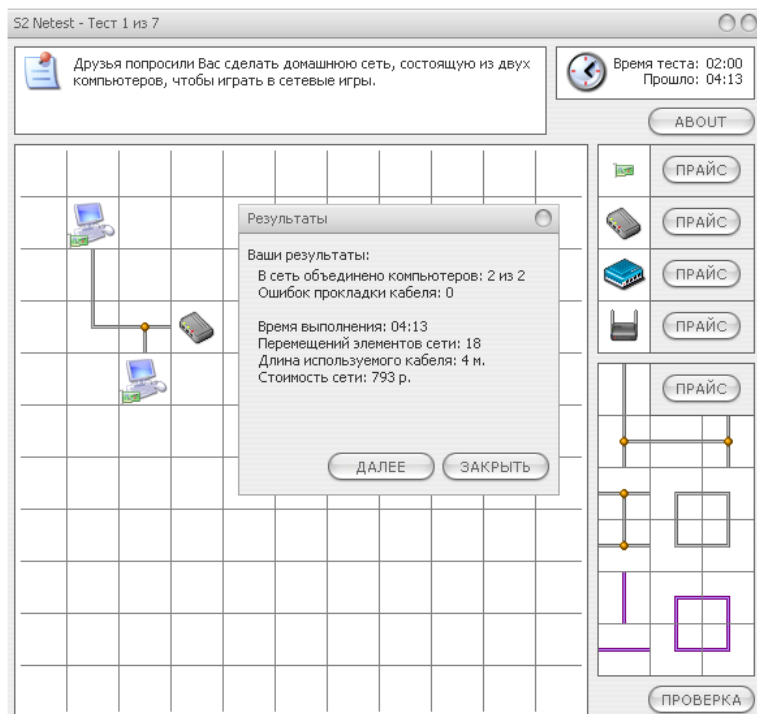 S2 Netest - Тест 1 из 7
Друзья попросили Вас сделать домашнюю сеть, состоящую из двух
компьютеров, чтобы играть в сетевые игры.
Время теста: 02:00
Прошло: 04:13
ABOUT
ПРАЙС
ПРАЙС
ПРАЙС
ПРАЙС
ПРАЙС
Результаты
Ваши результаты:
В сеть объединено компьютеров: 2 из 2
Ошибок прокладки кабеля: 0
Время выполнения: 04:13
Перемещений элементов сети: 18
Длина используемого кабеля: 4 м.
Стоимость сети: 793 р.
ДАЛЕЕ
ЗАКРЫТЬ
ПРОВЕРКА